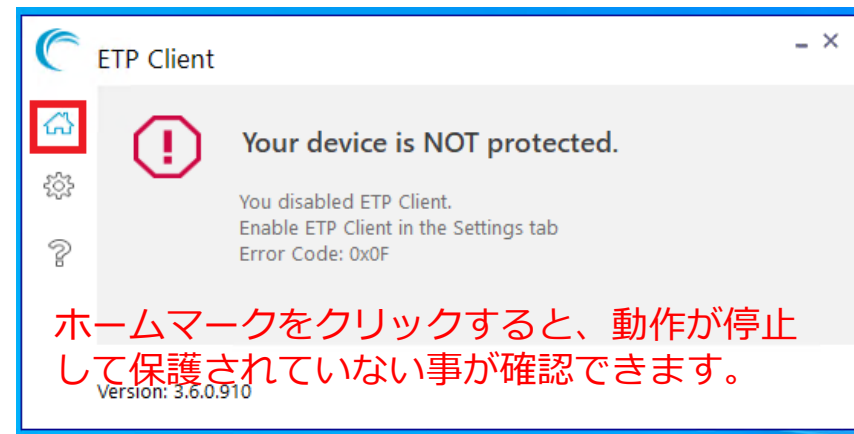 ETP Client
Your device is NOT protected.
You disabled ETP Client.
Enable ETP Client in the Settings tab
Error Code: 0x0F
ホームマークをクリックすると、動作が停止
して保護されていない事が確認できます。
Version: 3.6.0.910